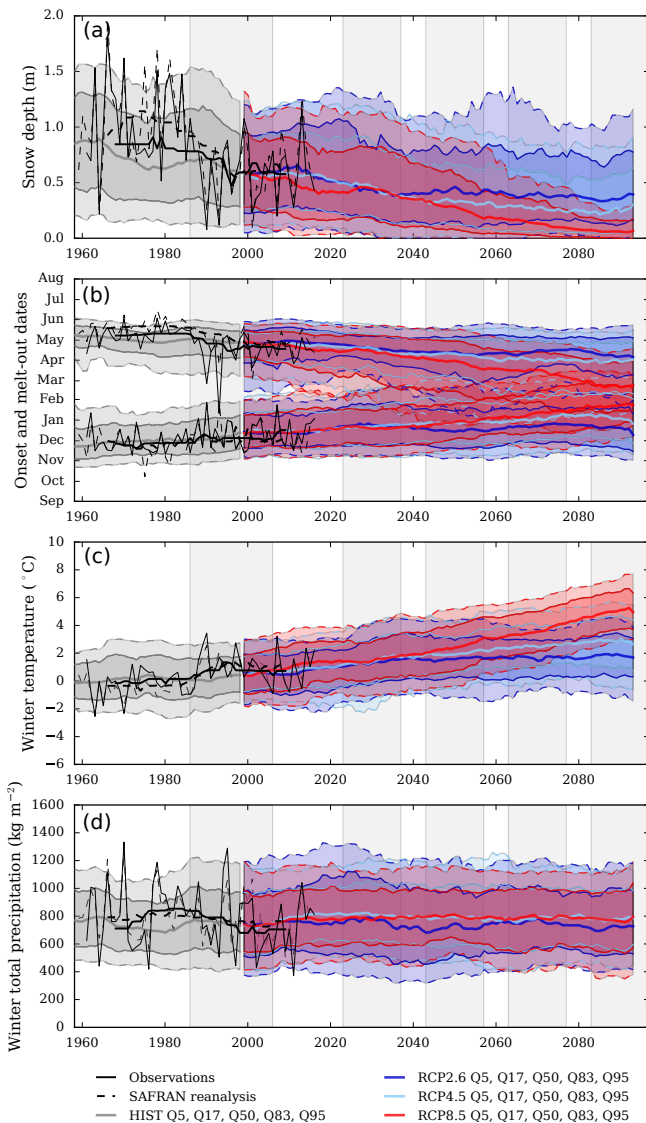 (a)
Snow depth (m)
2.0
1.5
1.0
0.5
0.0
1960 1980 2000 2020 2040 2060 2080
(b)
Onset and melt-out dates
Aug
Jul
Jun
May
Apr
Mar
Feb
Jan
Dec
Nov
Oct
Sep
1960 1980 2000 2020 2040 2060 2080
(c)
Winter temperature (°C)
10
8
6
4
2
0
−2
−4
−6
1960 1980 2000 2020 2040 2060 2080
(d)
Winter total precipitation (kg m⁻²)
1600
1400
1200
1000
800
600
400
200
0
1960 1980 2000 2020 2040 2060 2080
Observations
SAFRAN reanalysis
HIST Q5, Q17, Q50, Q83, Q95
RCP2.6 Q5, Q17, Q50, Q83, Q95
RCP4.5 Q5, Q17, Q50, Q83, Q95
RCP8.5 Q5, Q17, Q50, Q83, Q95